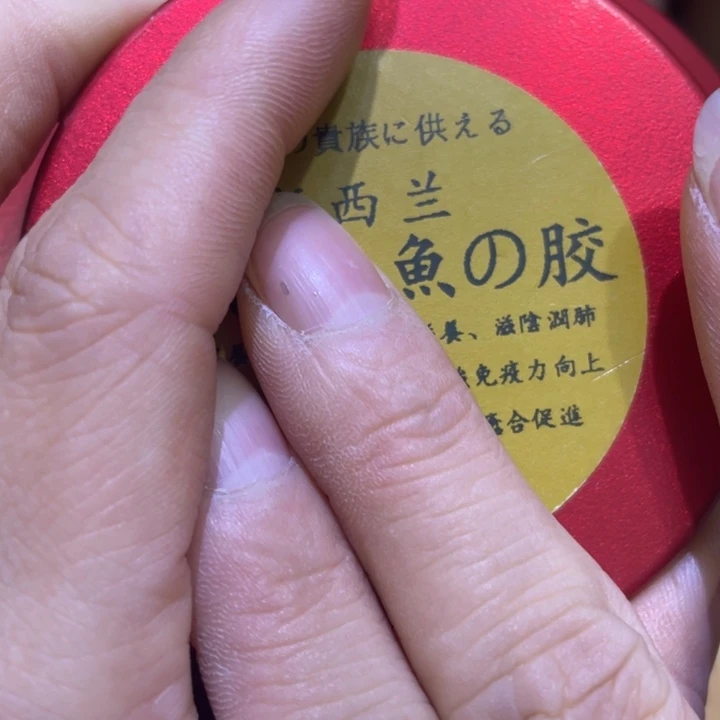 貴族に供える
西兰
魚の胶
養、滋陰潤肺
免疫力向上
合促進